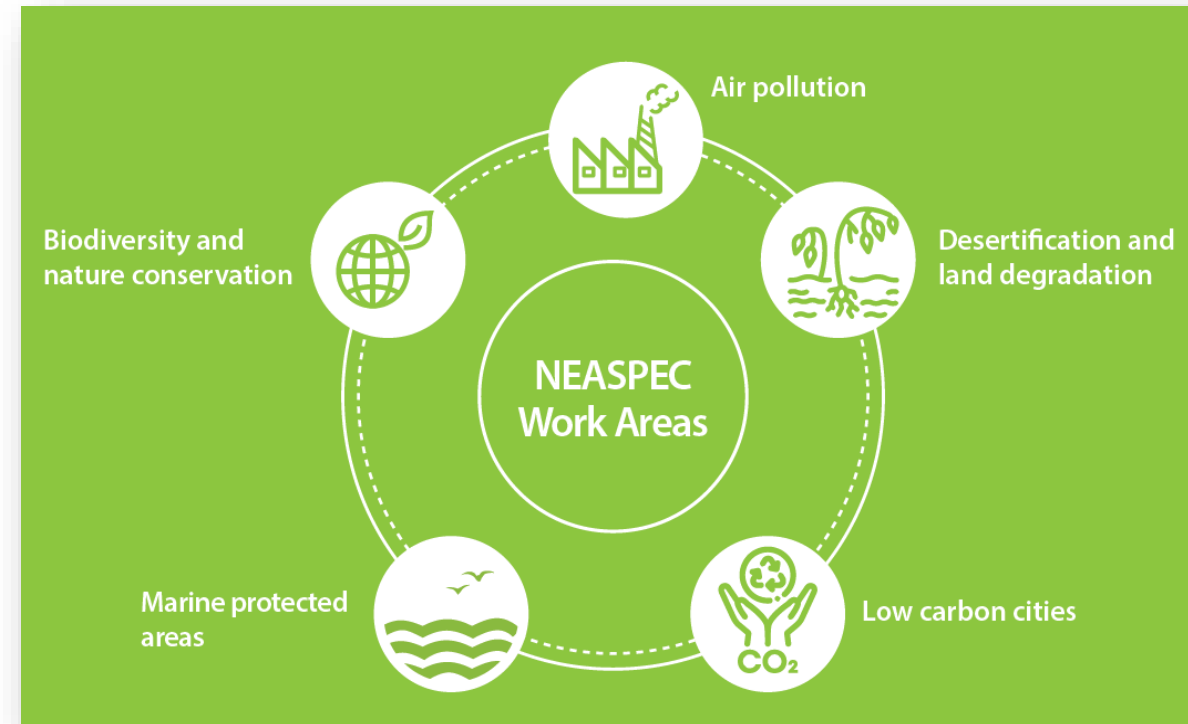 Air pollution
Biodiversity and
nature conservation
Desertification and
land degradation
NEASPEC
Work Areas
Marine protected
areas
Low carbon cities
CO₂